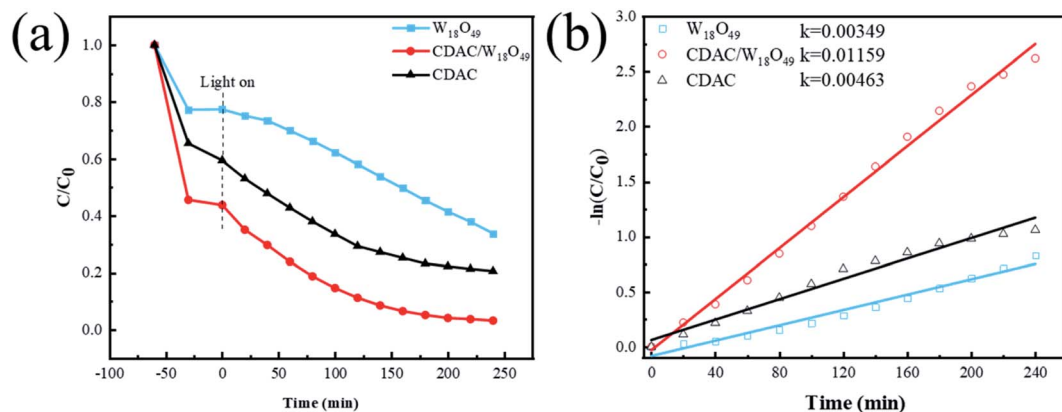 (a)
1.0
0.8
0.6
0.4
0.2
0.0
C/C₀
Light on
W₁₈O₄₉
CDAC/W₁₈O₄₉
CDAC
-100 -50 0 50 100 150 200 250
Time (min)
(b)
3.0
2.5
2.0
1.5
1.0
0.5
0.0
-ln(C/C₀)
W₁₈O₄₉ k=0.00349
CDAC/W₁₈O₄₉ k=0.01159
CDAC k=0.00463
0 40 80 120 160 200 240
Time (min)